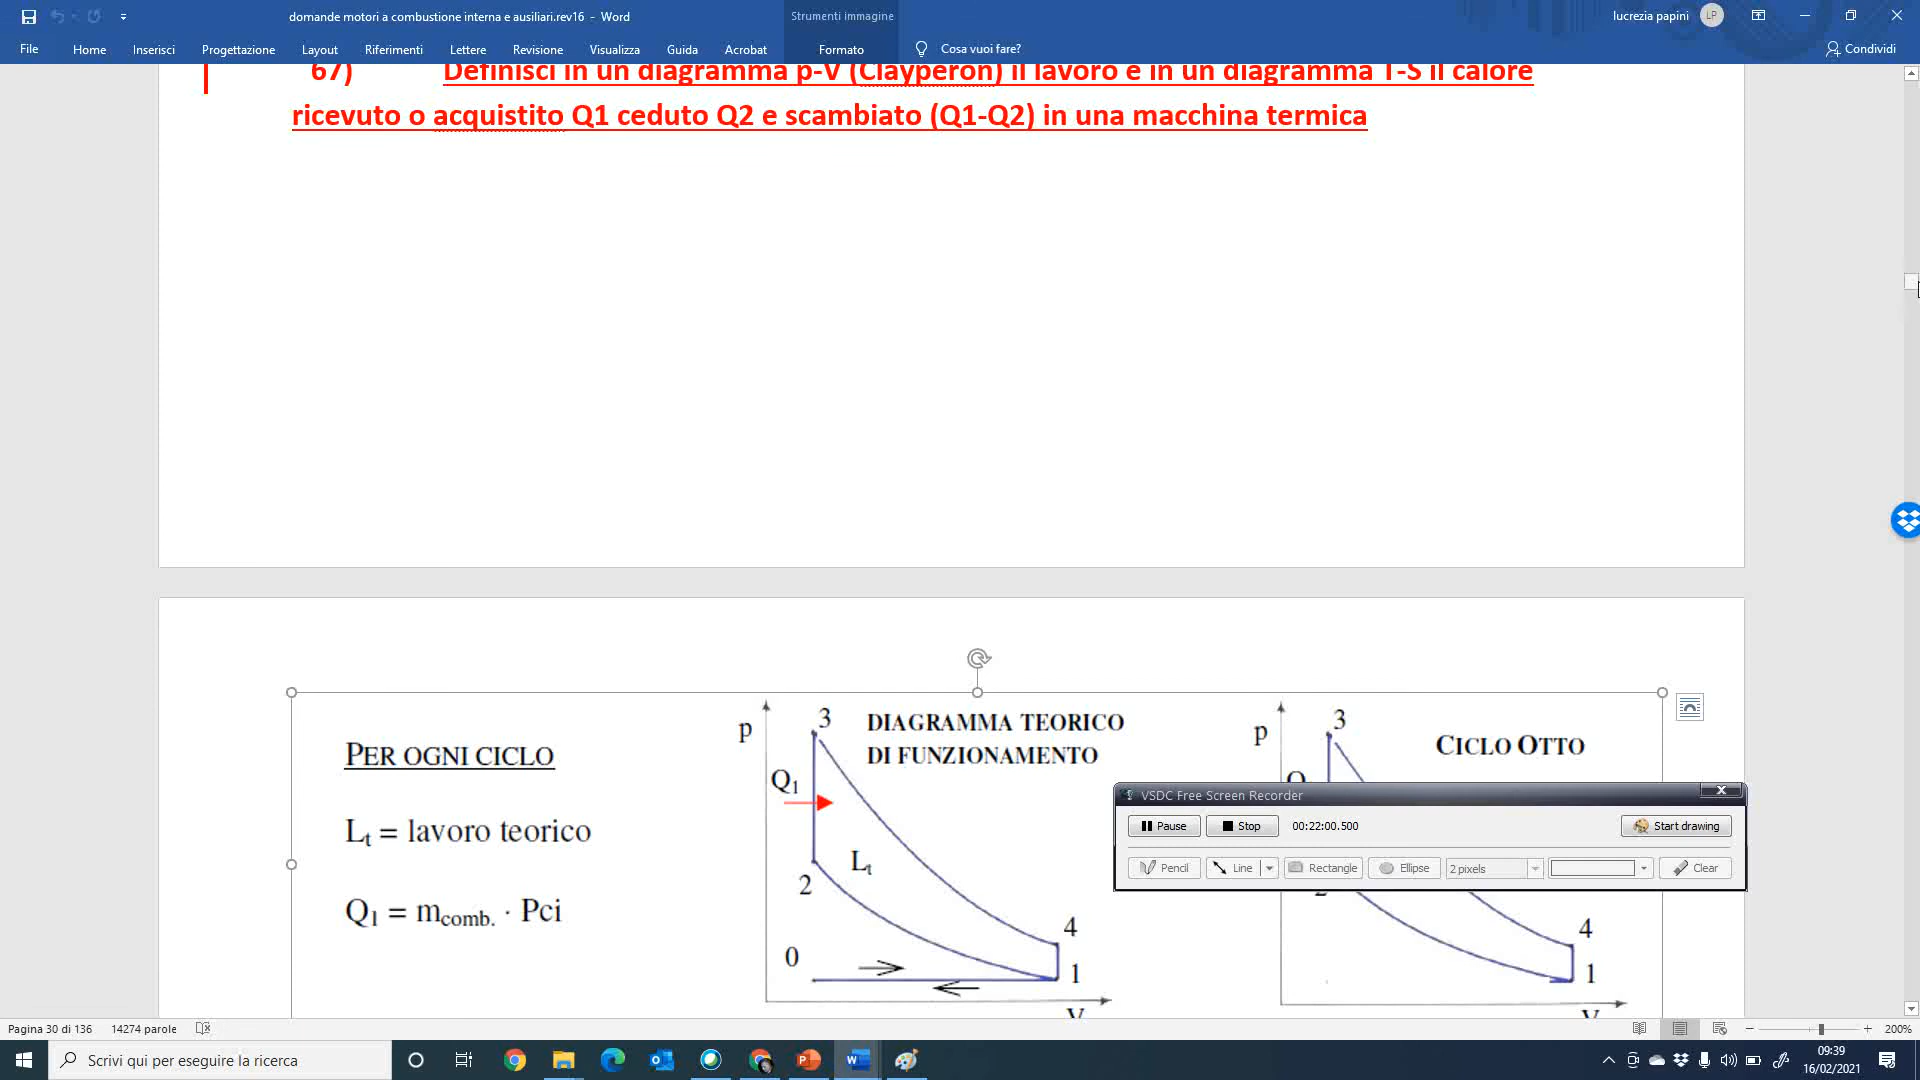 domande motori a combustione interna e ausiliari.rev16 - Word
Strumenti immagine
lucrezia papini
LP
File
Home
Inserisci
Progettazione
Layout
Riferimenti
Lettere
Revisione
Visualizza
Guida
Acrobat
Formato
Cosa vuoi fare?
Condividi
67) Definisci in un diagramma p-V (Clayperon) il lavoro e in un diagramma T-S il calore
ricevuto o acquistito Q1 ceduto Q2 e scambiato (Q1-Q2) in una macchina termica
PER OGNI CICLO
Lt = lavoro teorico
Q1 = mcomb. · Pci
p
3
DIAGRAMMA TEORICO
DI FUNZIONAMENTO
Q1
Lt
2
4
0
1
V
p
3
CICLO OTTO
4
1
V
VSDC Free Screen Recorder
Pause
Stop
00:22:00.500
Start drawing
Pencil
Line
Rectangle
Ellipse
2 pixels
Clear
Pagina 30 di 136
14274 parole
200%
Scrivi qui per eseguire la ricerca
09:39
16/02/2021